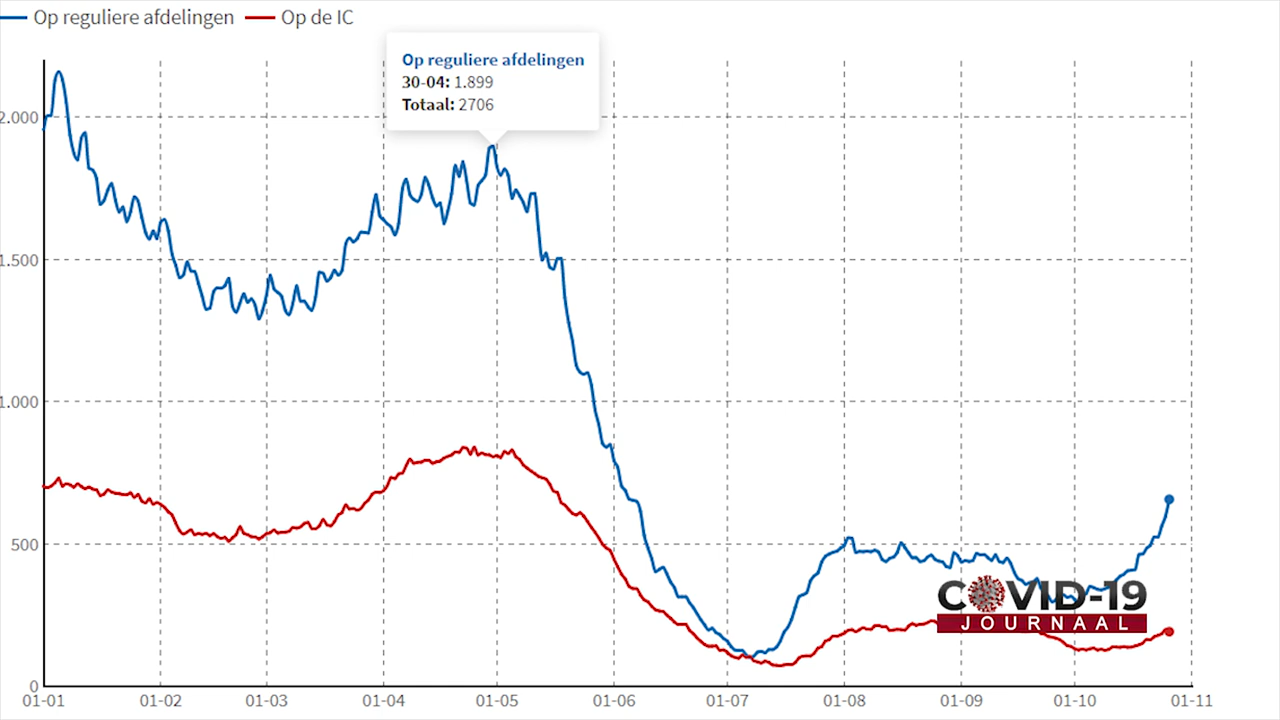 Op reguliere afdelingen Op de IC
Op reguliere afdelingen
30-04: 1.899
Totaal: 2706
2.000
1.500
1.000
500
0
COVID-19
JOURNAAL
01-01 01-02 01-03 01-04 01-05 01-06 01-07 01-08 01-09 01-10 01-11